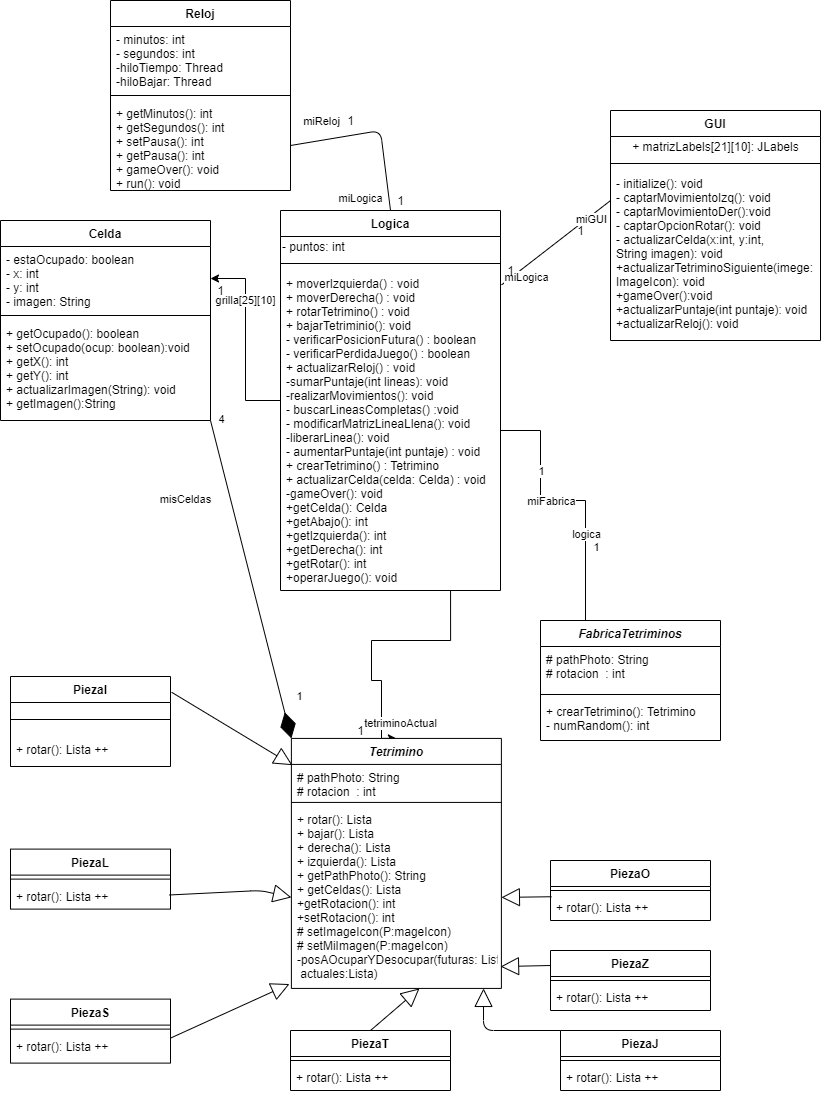 Reloj
- minutos: int
- segundos: int
-hiloTiempo: Thread
-hiloBajar: Thread
+ getMinutos(): int
+ getSegundos(): int
+ setPausa(): int
+ getPausa(): int
+ gameOver(): void
+ run(): void
miReloj 1
miLogica 1
GUI
+ matrizLabels[21][10]: JLabels
- initialize(): void
- captarMovimientoIzq(): void
- captarMovimientoDer():void
- captarOpcionRotar(): void
- actualizarCelda(x:int, y:int,
String imagen): void
+actualizarTetriminoSiguiente(imege:
ImageIcon): void
+gameOver():void
+actualizarPuntaje(int puntaje): void
+actualizarReloj(): void
miGUI
1
1
miLogica
Celda
- estaOcupado: boolean
- x: int
- y: int
- imagen: String
+ getOcupado(): boolean
+ setOcupado(ocup: boolean):void
+ getX(): int
+ getY(): int
+ actualizarImagen(String): void
+ getImagen():String
1
grilla[25][10]
Logica
- puntos: int
+ moverIzquierda() : void
+ moverDerecha() : void
+ rotarTetrimino() : void
+ bajarTetriminio() : void
- verificarPosicionFutura() : boolean
- verificarPerdidaJuego() : boolean
+ actualizarReloj() : void
-sumarPuntaje(int lineas): void
-realizarMovimientos(): void
- buscarLineasCompletas() :void
- modificarMatrizLineaLlena(): void
-liberarLinea(): void
- aumentarPuntaje(int puntaje) : void
+ crearTetrimino() : Tetrimino
+ actualizarCelda(celda: Celda) : void
-gameOver(): void
+getCelda(): Celda
+getAbajo(): int
+getIzquierda(): int
+getDerecha(): int
+getRotar(): int
+operarJuego(): void
4
misCeldas
1
1
miFabrica
logica
1
FabricaTetriminos
# pathPhoto: String
# rotacion : int
+ crearTetrimino(): Tetrimino
- numRandom(): int
tetriminoActual
1
Tetrimino
# pathPhoto: String
# rotacion : int
+ rotar(): Lista
+ bajar(): Lista
+ derecha(): Lista
+ izquierda(): Lista
+ getPathPhoto(): String
+ getCeldas(): Lista
+getRotacion(): int
+setRotacion(): int
# setImageIcon(P:mageIcon)
# setMiImagen(P:mageIcon)
-posAOcuparYDesocupar(futuras: List
actuales:Lista)
PiezaI
+ rotar(): Lista ++
PiezaL
+ rotar(): Lista ++
PiezaS
+ rotar(): Lista ++
PiezaO
+ rotar(): Lista ++
PiezaZ
+ rotar(): Lista ++
PiezaT
+ rotar(): Lista ++
PiezaJ
+ rotar(): Lista ++